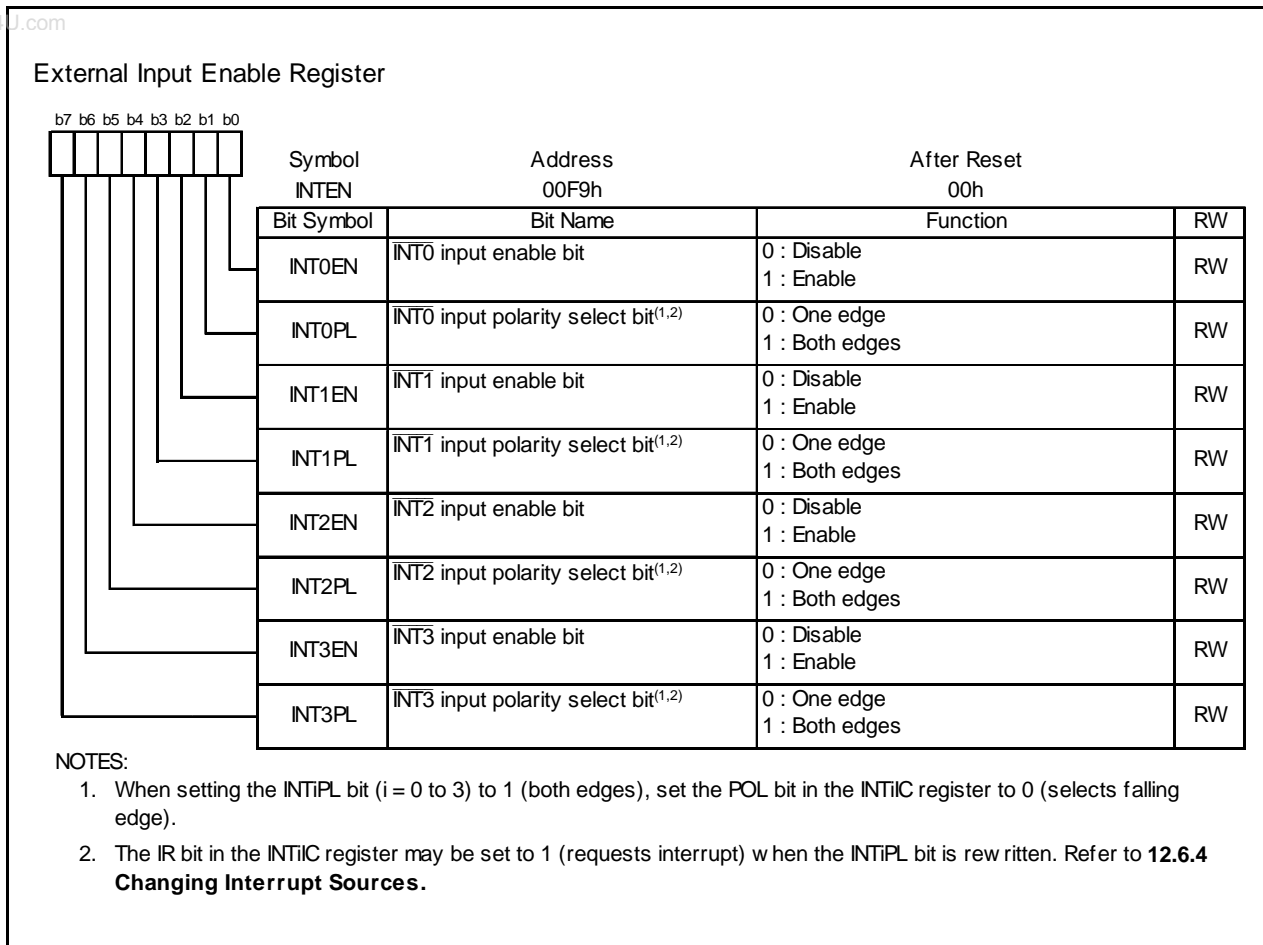 U.com
External Input Enable Register
b7 b6 b5 b4 b3 b2 b1 b0
Symbol Address After Reset
INTEN 00F9h 00h
Bit Symbol Bit Name Function RW
INT0EN INT0 input enable bit 0 : Disable RW
1 : Enable
INT0PL INT0 input polarity select bit(1,2) 0 : One edge RW
1 : Both edges
INT1EN INT1 input enable bit 0 : Disable RW
1 : Enable
INT1PL INT1 input polarity select bit(1,2) 0 : One edge RW
1 : Both edges
INT2EN INT2 input enable bit 0 : Disable RW
1 : Enable
INT2PL INT2 input polarity select bit(1,2) 0 : One edge RW
1 : Both edges
INT3EN INT3 input enable bit 0 : Disable RW
1 : Enable
INT3PL INT3 input polarity select bit(1,2) 0 : One edge RW
1 : Both edges
NOTES:
1. When setting the INTiPL bit (i = 0 to 3) to 1 (both edges), set the POL bit in the INTiIC register to 0 (selects falling
edge).
2. The IR bit in the INTiIC register may be set to 1 (requests interrupt) when the INTiPL bit is rewritten. Refer to 12.6.4
Changing Interrupt Sources.